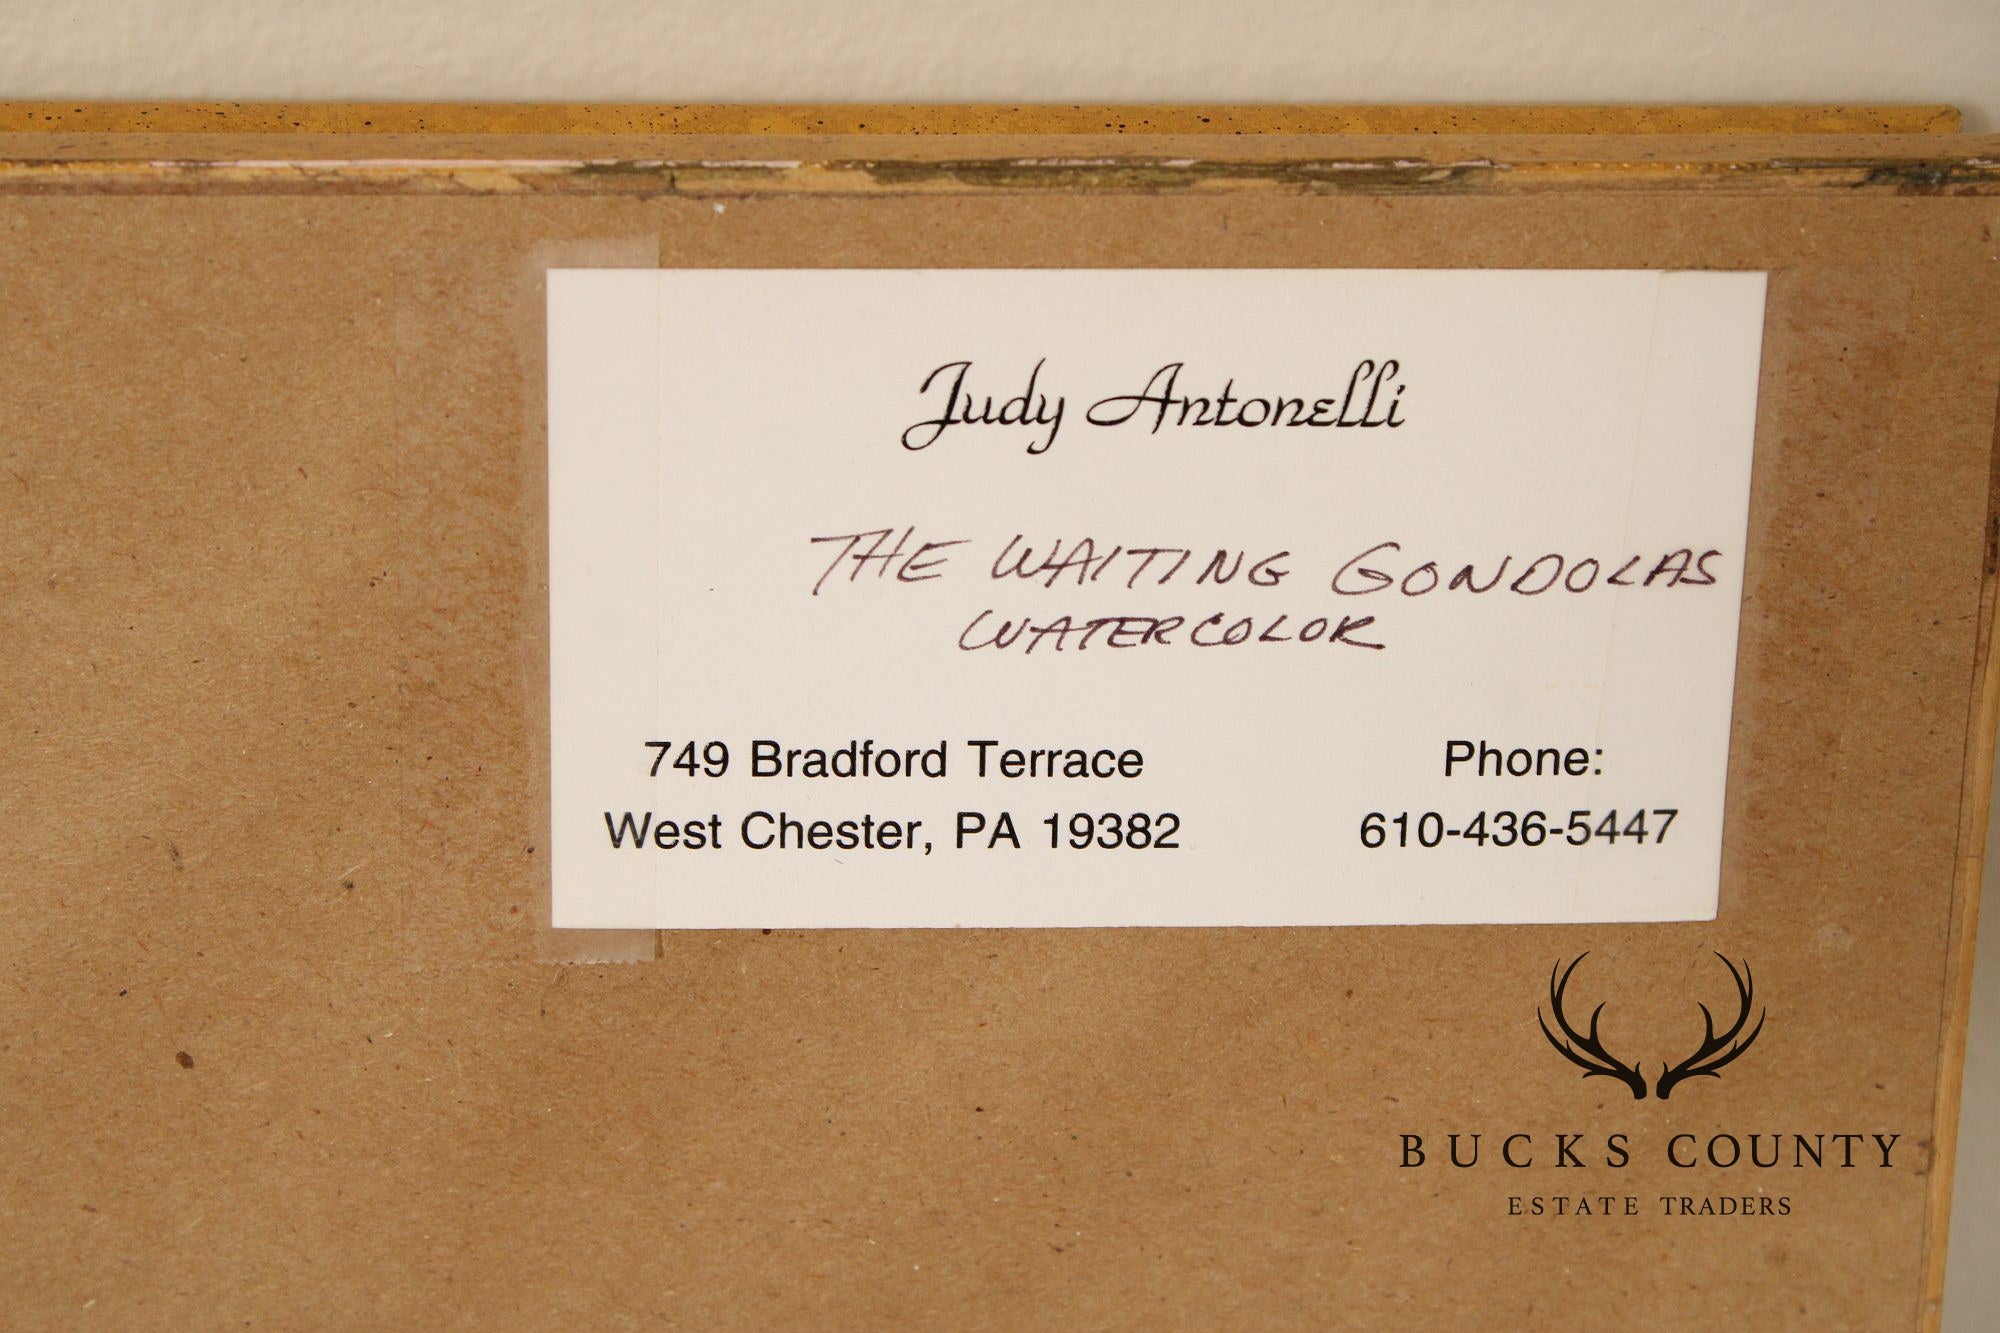 Judy Antonelli
THE WAITING GONDOLAS
WATERCOLOR
749 Bradford Terrace
West Chester, PA 19382
Phone:
610-436-5447
BUCKS COUNTY
ESTATE TRADERS